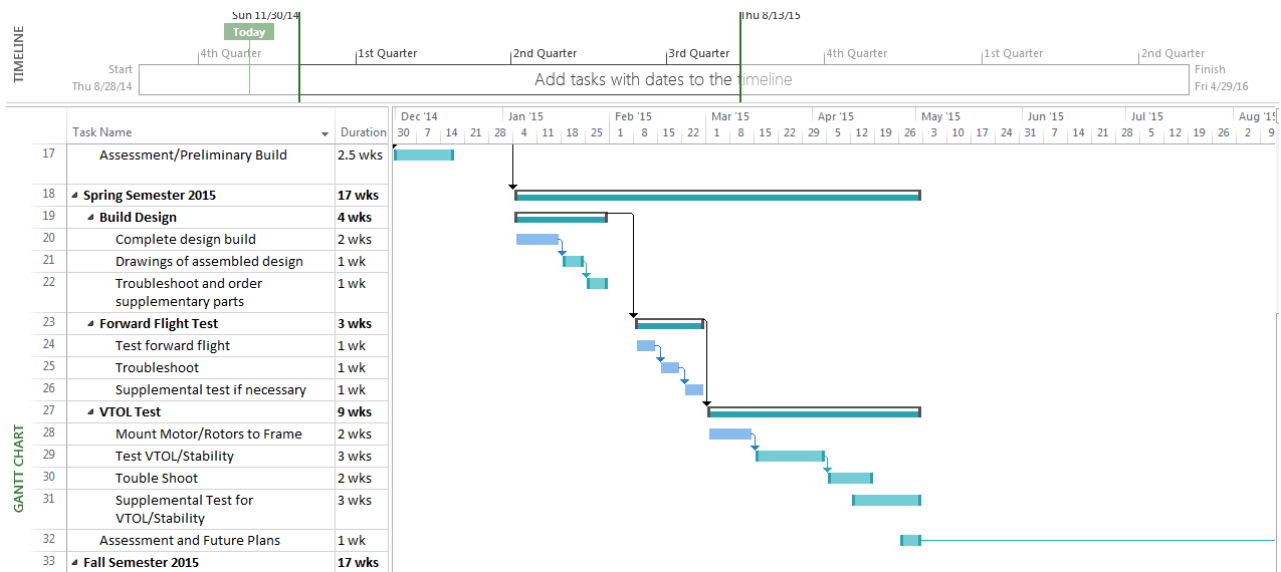 TIMELINE
Sun 11/30/14
Thu 8/13/15
Today
4th Quarter 1st Quarter 2nd Quarter 3rd Quarter 4th Quarter 1st Quarter 2nd Quarter
Start
Thu 8/28/14
Add tasks with dates to the timeline
Finish
Fri 4/29/16
GANTT CHART
Dec '14 Jan '15 Feb '15 Mar '15 Apr '15 May '15 Jun '15 Jul '15 Aug '15
Task Name Duration 30 7 14 21 28 4 11 18 25 1 8 15 22 1 8 15 22 29 5 12 19 26 3 10 17 24 31 7 14 21 28 5 12 19 26 2 9
17 Assessment/Preliminary Build 2.5 wks
18 Spring Semester 2015 17 wks
19 Build Design 4 wks
20 Complete design build 2 wks
21 Drawings of assembled design 1 wk
22 Troubleshoot and order 1 wk
supplementary parts
23 Forward Flight Test 3 wks
24 Test forward flight 1 wk
25 Troubleshoot 1 wk
26 Supplemental test if necessary 1 wk
27 VTOL Test 9 wks
28 Mount Motor/Rotors to Frame 2 wks
29 Test VTOL/Stability 3 wks
30 Touble Shoot 2 wks
31 Supplemental Test for 3 wks
VTOL/Stability
32 Assessment and Future Plans 1 wk
33 Fall Semester 2015 17 wks